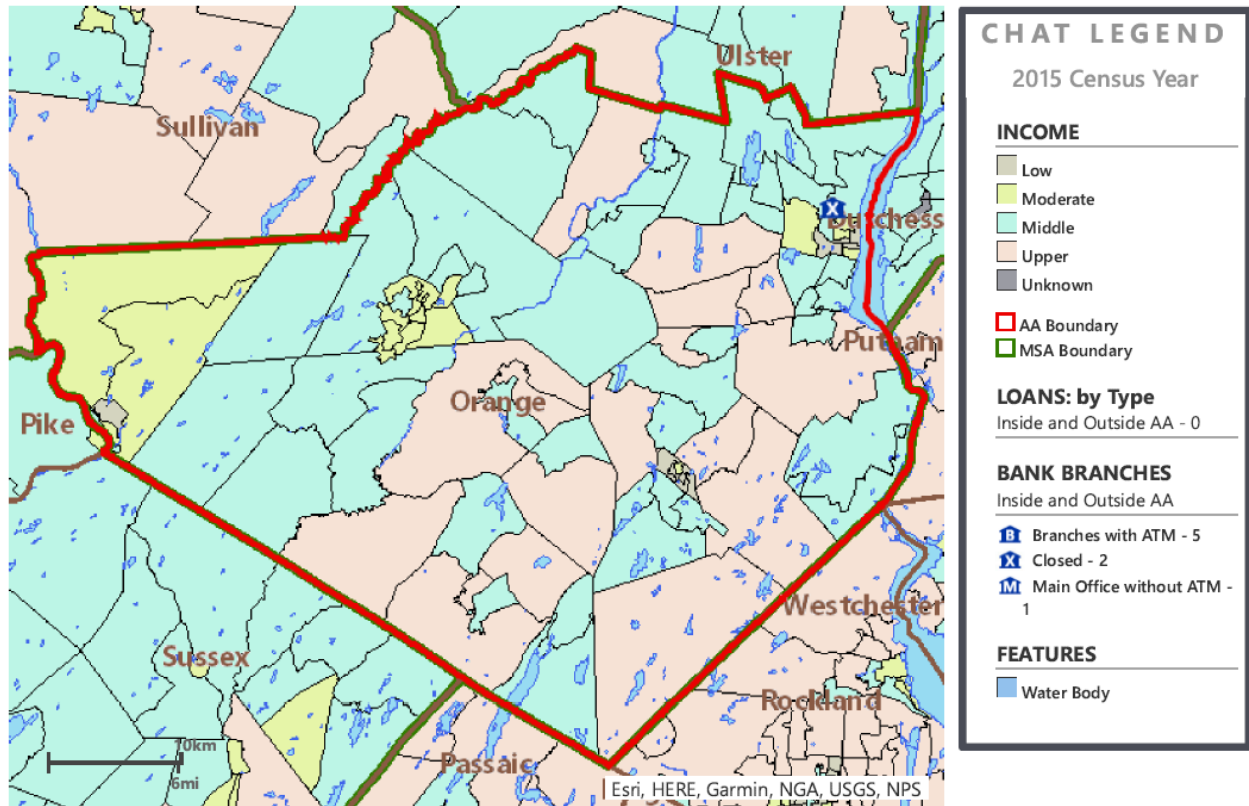 Ulster
Sullivan
Dutchess
Putnam
Orange
Pike
Westchester
Sussex
Rockland
10km
6mi
Passaic
Esri, HERE, Garmin, NGA, USGS, NPS
CHAT LEGEND
2015 Census Year
INCOME
Low
Moderate
Middle
Upper
Unknown
AA Boundary
MSA Boundary
LOANS: by Type
Inside and Outside AA - 0
BANK BRANCHES
Inside and Outside AA
B Branches with ATM - 5
X Closed - 2
M Main Office without ATM -
1
FEATURES
Water Body